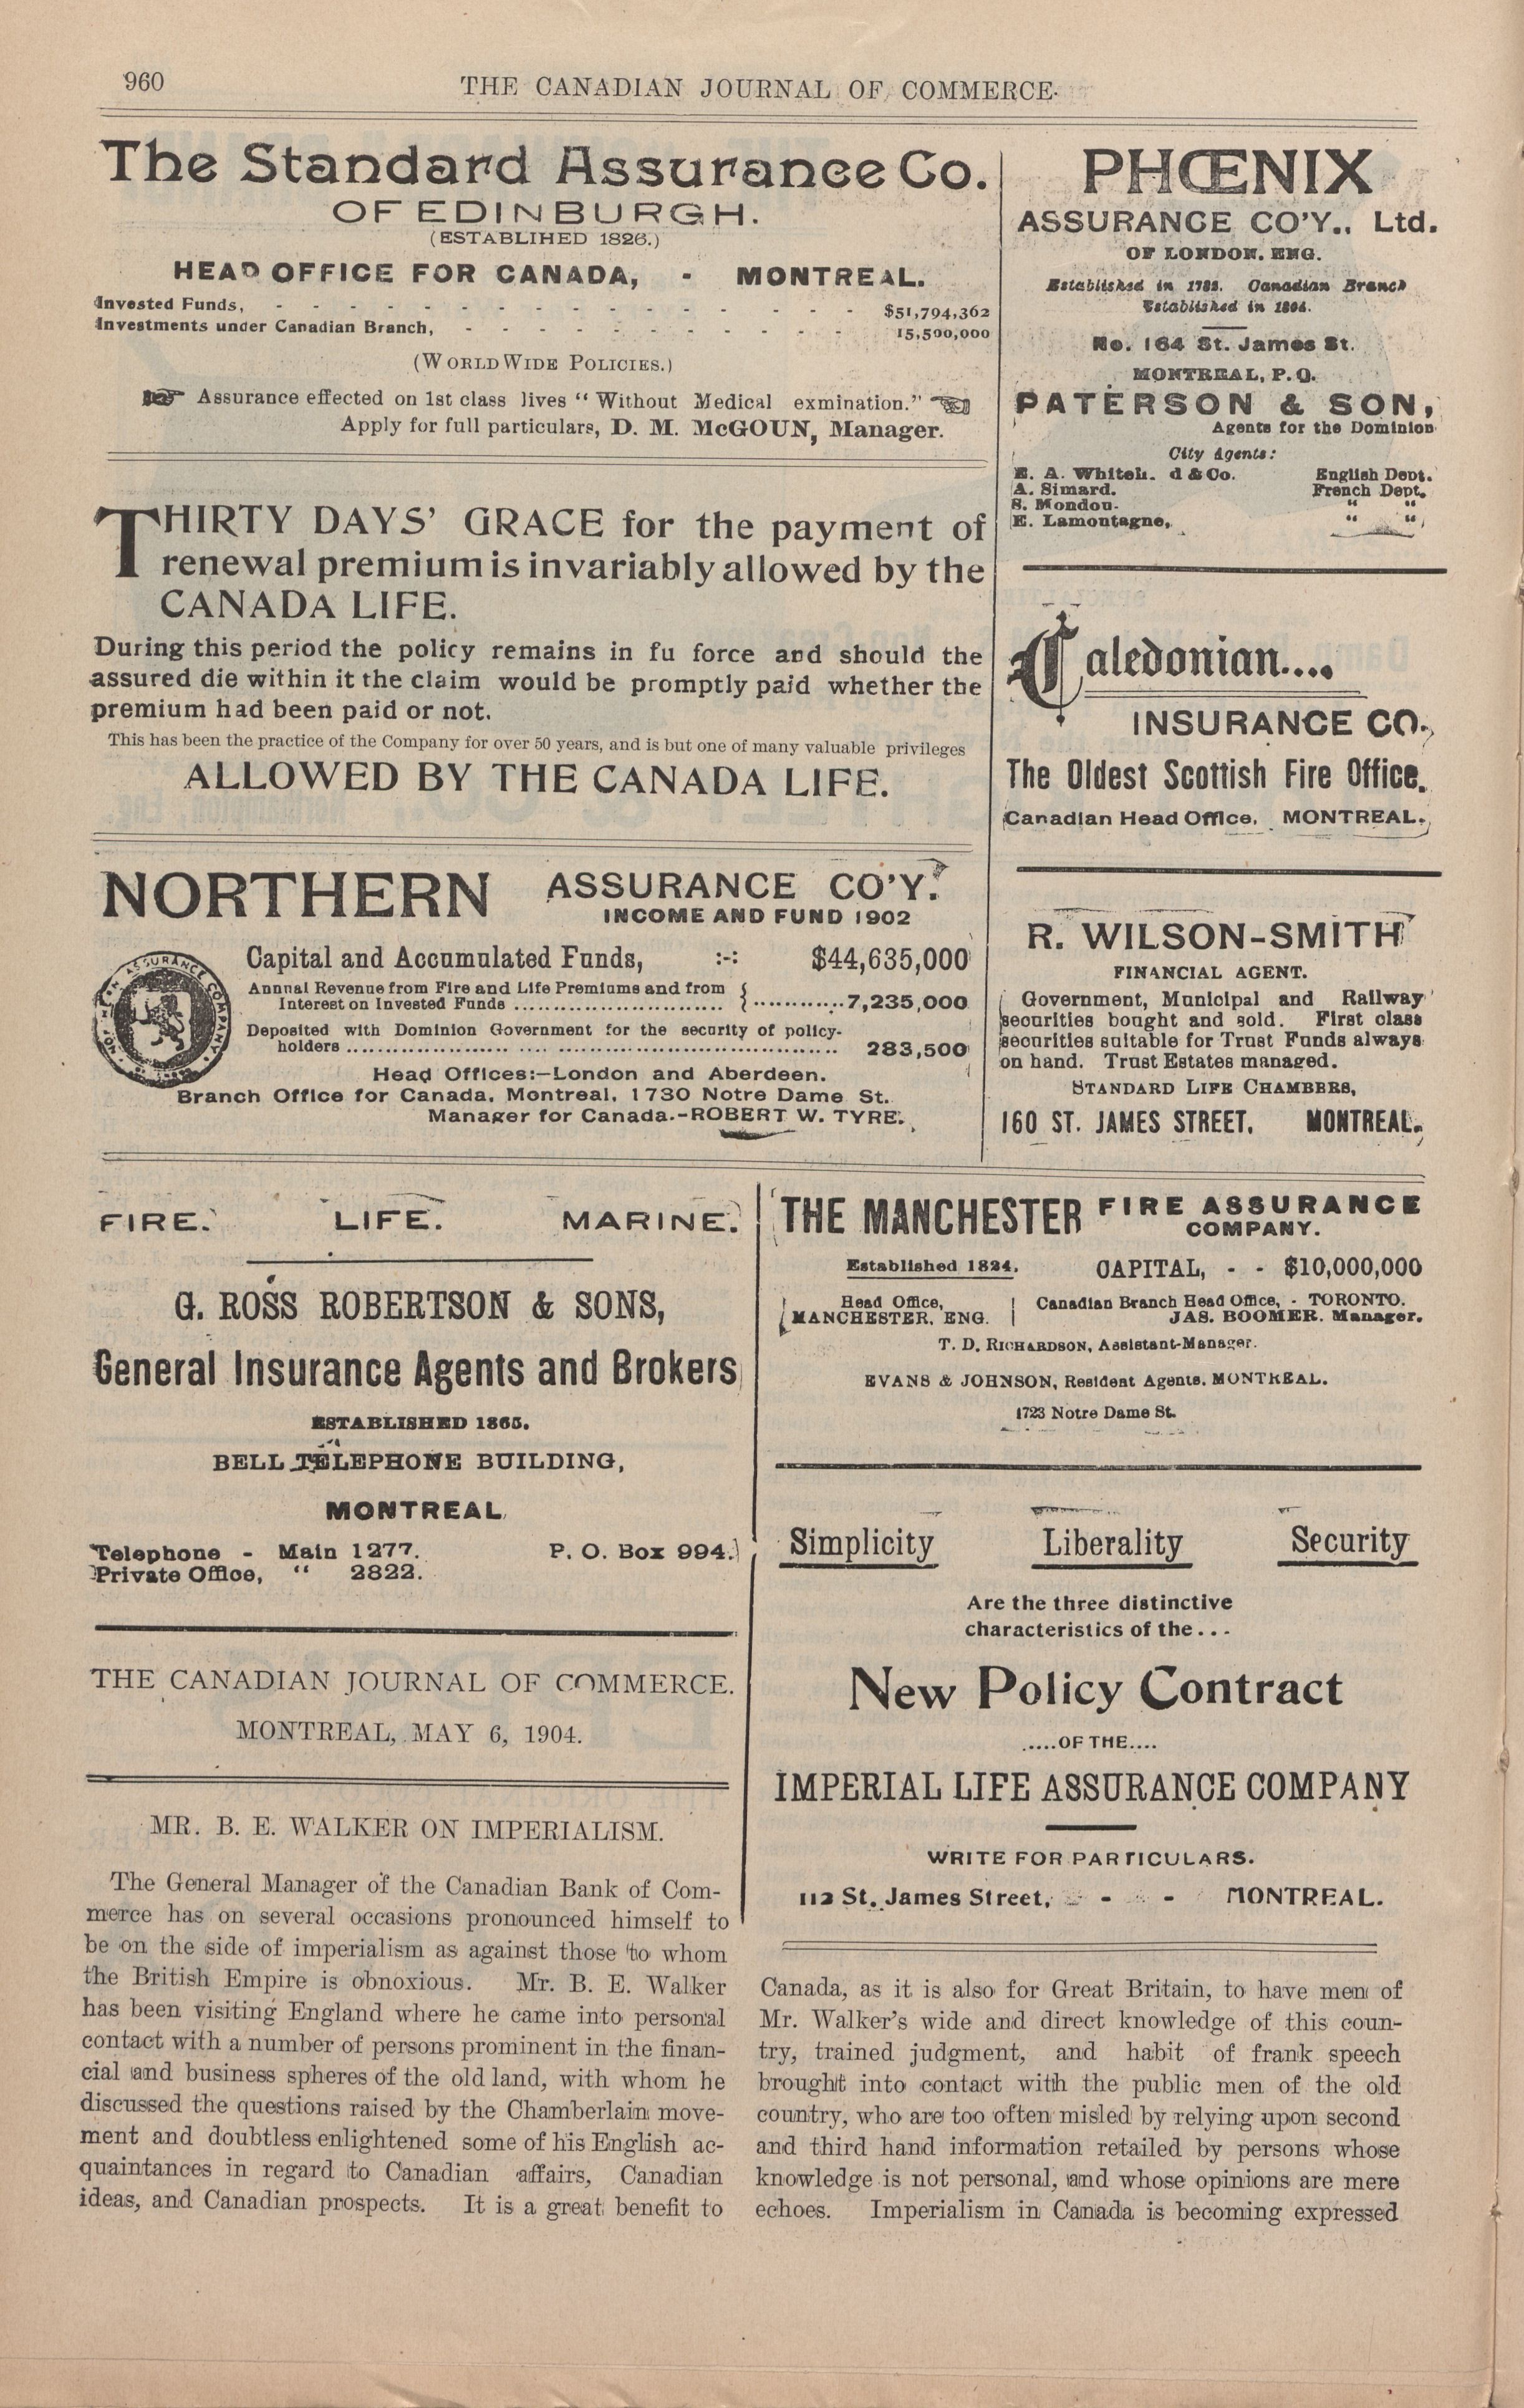 960
THE CANADIAN JOURNAL OF COMMERCE.
The Standard Assurance Co.
OF EDINBURGH.
(ESTABLIHED 1826.)
HEAD OFFICE FOR CANADA, - MONTREAL.
Invested Funds, - - - - - - - - - - - - - - - $51,794,362
Investments under Canadian Branch, - - - - - - - - - 15,500,000
(WORLD WIDE POLICIES.)
Assurance effected on 1st class lives "Without Medical exmination."
Apply for full particulars, D. M. McGOUN, Manager.
THIRTY DAYS' GRACE for the payment of
renewal premium is invariably allowed by the
CANADA LIFE.
During this period the policy remains in fu force and should the
assured die within it the claim would be promptly paid whether the
premium had been paid or not.
This has been the practice of the Company for over 50 years, and is but one of many valuable privileges
ALLOWED BY THE CANADA LIFE.
NORTHERN ASSURANCE CO'Y.
INCOME AND FUND 1902
Capital and Accumulated Funds, :-: $44,635,000
Annual Revenue from Fire and Life Premiums and from
Interest on Invested Funds ........................ } ............7,235,000
Deposited with Dominion Government for the security of policy-
holders ............................................................ 283,500
Head Offices:—London and Aberdeen.
Branch Office for Canada, Montreal, 1730 Notre Dame St.
Manager for Canada.-ROBERT W. TYRE.
PHŒNIX
ASSURANCE CO'Y., Ltd.
OF LONDON, ENG.
Established in 1782. Canadian Branch
Established in 1804.
No. 164 St. James St.
MONTREAL, P.Q.
PATERSON & SON,
Agents for the Dominion
City Agents:
E. A. Whiteh. d & Co. English Dept.
A. Simard. French Dept.
S. Mondou. " "
E. Lamontagne, " "
Caledonian....
INSURANCE CO.,
The Oldest Scottish Fire Office.
Canadian Head Office, MONTREAL.
R. WILSON-SMITH
FINANCIAL AGENT.
Government, Municipal and Railway
securities bought and sold. First class
securities suitable for Trust Funds always
on hand. Trust Estates managed.
STANDARD LIFE CHAMBERS,
160 ST. JAMES STREET. MONTREAL.
FIRE. LIFE. MARINE.
G. ROSS ROBERTSON & SONS,
General Insurance Agents and Brokers
ESTABLISHED 1865.
BELL TELEPHONE BUILDING,
MONTREAL
Telephone - Main 1277. P. O. Box 994.
Private Office, " 2822.
THE MANCHESTER FIRE ASSURANCE
COMPANY.
Established 1824. CAPITAL, - - $10,000,000
Head Office, Canadian Branch Head Office, - TORONTO.
MANCHESTER, ENG. JAS. BOOMER, Manager.
T. D. RICHARDSON, Assistant-Manager.
EVANS & JOHNSON, Resident Agents, MONTREAL.
1723 Notre Dame St.
Simplicity Liberality Security
Are the three distinctive
characteristics of the...
New Policy Contract
.....OF THE....
IMPERIAL LIFE ASSURANCE COMPANY
WRITE FOR PARTICULARS.
112 St. James Street, - - - MONTREAL.
THE CANADIAN JOURNAL OF COMMERCE.
MONTREAL, MAY 6, 1904.
MR. B. E. WALKER ON IMPERIALISM.
The General Manager of the Canadian Bank of Com-
merce has on several occasions pronounced himself to
be on the side of imperialism as against those to whom
the British Empire is obnoxious. Mr. B. E. Walker
has been visiting England where he came into personal
contact with a number of persons prominent in the finan-
cial and business spheres of the old land, with whom he
discussed the questions raised by the Chamberlain move-
ment and doubtless enlightened some of his English ac-
quaintances in regard to Canadian affairs, Canadian
ideas, and Canadian prospects. It is a great benefit to
Canada, as it is also for Great Britain, to have men of
Mr. Walker's wide and direct knowledge of this coun-
try, trained judgment, and habit of frank speech
brought into contact with the public men of the old
country, who are too often misled by relying upon second
and third hand information retailed by persons whose
knowledge is not personal, and whose opinions are mere
echoes. Imperialism in Canada is becoming expressed